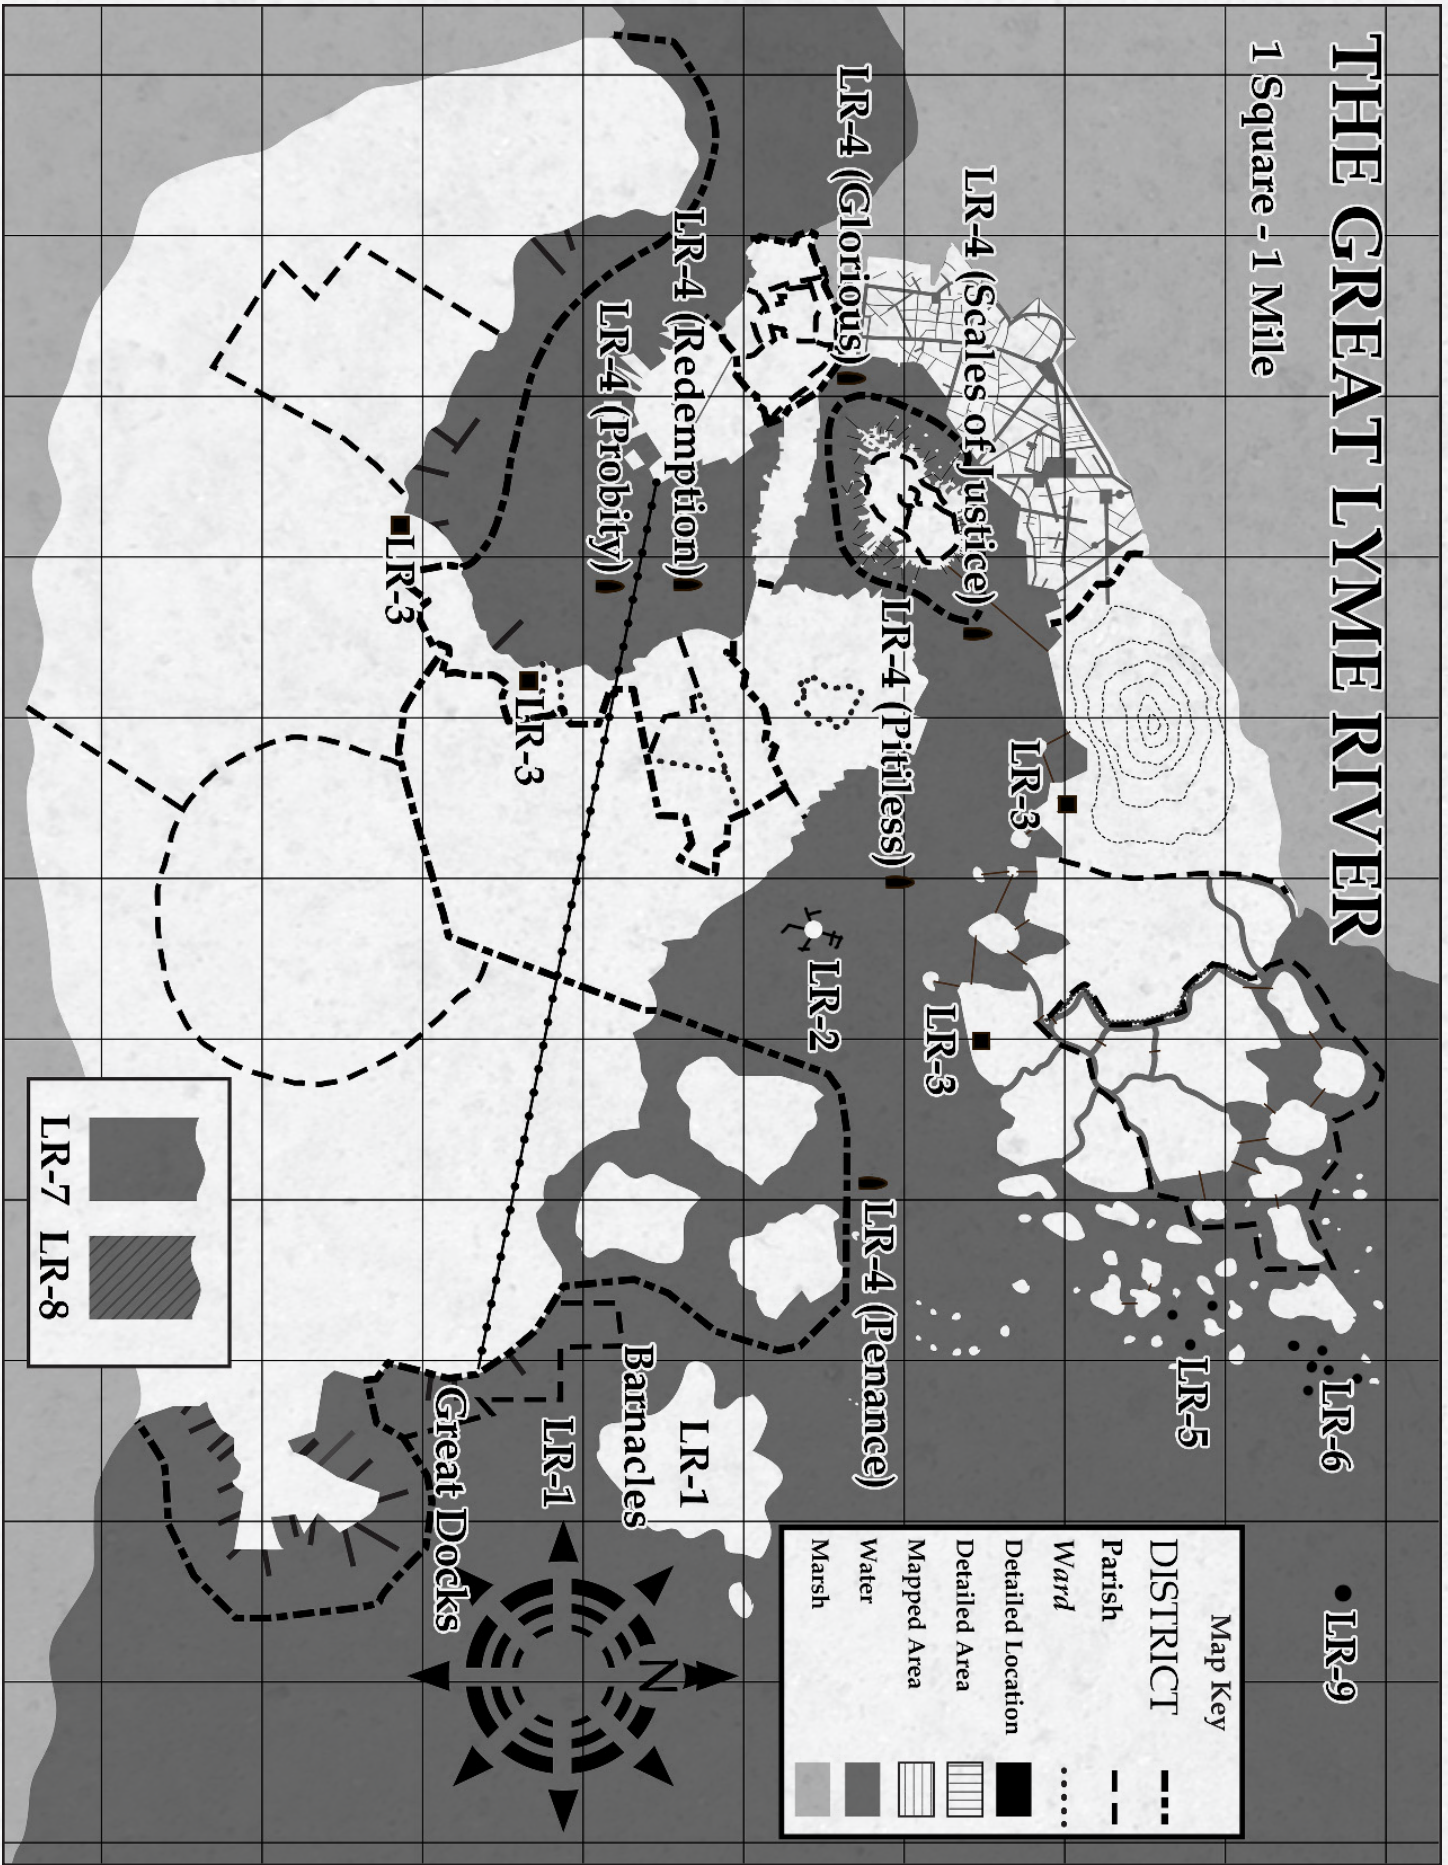 THE GREAT LYME RIVER
1 Square - 1 Mile
LR-4 (Scales of Justice)
LR-4 (Glorious)
LR-4 (Redemption)
LR-4 (Probity)
LR-4 (Pitiless)
LR-3
LR-3
LR-3
LR-3
LR-2
LR-4 (Penance)
LR-5
LR-6
LR-9
LR-1
Barnacles
LR-1
Great Docks
N
Map Key
DISTRICT
Parish
Ward
Detailed Location
Detailed Area
Mapped Area
Water
Marsh
LR-7 LR-8